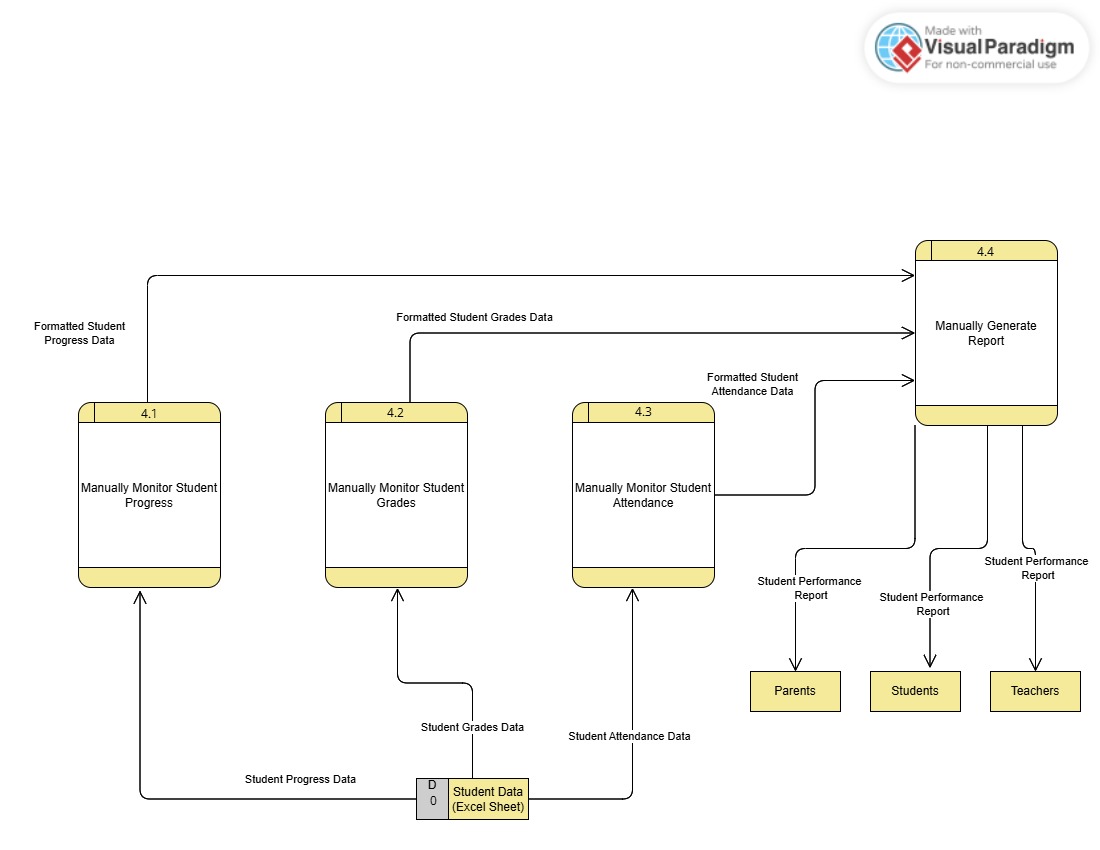 Made with
Visual Paradigm
For non-commercial use
4.4
Manually Generate
Report
Formatted Student
Progress Data
Formatted Student Grades Data
Formatted Student
Attendance Data
4.1
Manually Monitor Student
Progress
4.2
Manually Monitor Student
Grades
4.3
Manually Monitor Student
Attendance
Student Performance
Report
Student Performance
Report
Student Performance
Report
Parents
Students
Teachers
Student Grades Data
Student Attendance Data
Student Progress Data
D
0
Student Data
(Excel Sheet)